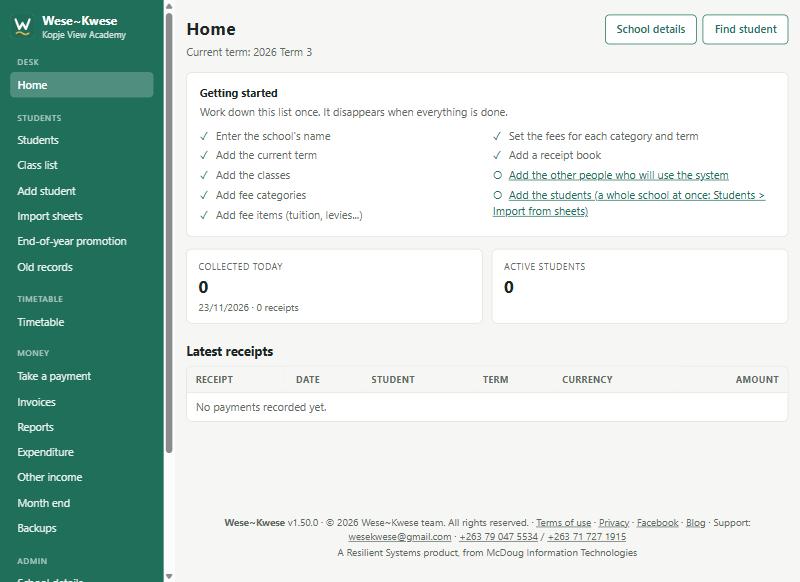 Wese~Kwese
Kopje View Academy
DESK
Home
STUDENTS
Students
Class list
Add student
Import sheets
End-of-year promotion
Old records
TIMETABLE
Timetable
MONEY
Take a payment
Invoices
Reports
Expenditure
Other income
Month end
Backups
ADMIN
School details
Home
Current term: 2026 Term 3
School details
Find student
Getting started
Work down this list once. It disappears when everything is done.
✓ Enter the school's name
✓ Add the current term
✓ Add the classes
✓ Add fee categories
✓ Add fee items (tuition, levies...)
✓ Set the fees for each category and term
✓ Add a receipt book
Add the other people who will use the system
Add the students (a whole school at once: Students >
Import from sheets)
COLLECTED TODAY
0
23/11/2026 · 0 receipts
ACTIVE STUDENTS
0
Latest receipts
RECEIPT DATE STUDENT TERM CURRENCY AMOUNT
No payments recorded yet.
Wese~Kwese v1.50.0 · © 2026 Wese~Kwese team. All rights reserved. · Terms of use · Privacy · Facebook · Blog · Support:
wesekwese@gmail.com · +263 79 047 5534 / +263 71 727 1915
A Resilient Systems product, from McDoug Information Technologies